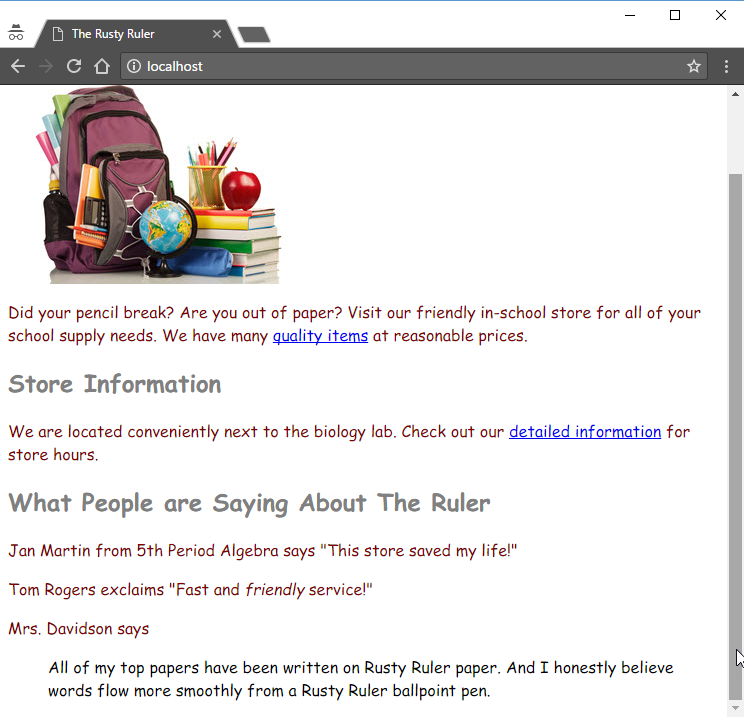 The Rusty Ruler
localhost
Did your pencil break? Are you out of paper? Visit our friendly in-school store for all of your
school supply needs. We have many quality items at reasonable prices.
Store Information
We are located conveniently next to the biology lab. Check out our detailed information for
store hours.
What People are Saying About The Ruler
Jan Martin from 5th Period Algebra says "This store saved my life!"
Tom Rogers exclaims "Fast and friendly service!"
Mrs. Davidson says
All of my top papers have been written on Rusty Ruler paper. And I honestly believe
words flow more smoothly from a Rusty Ruler ballpoint pen.